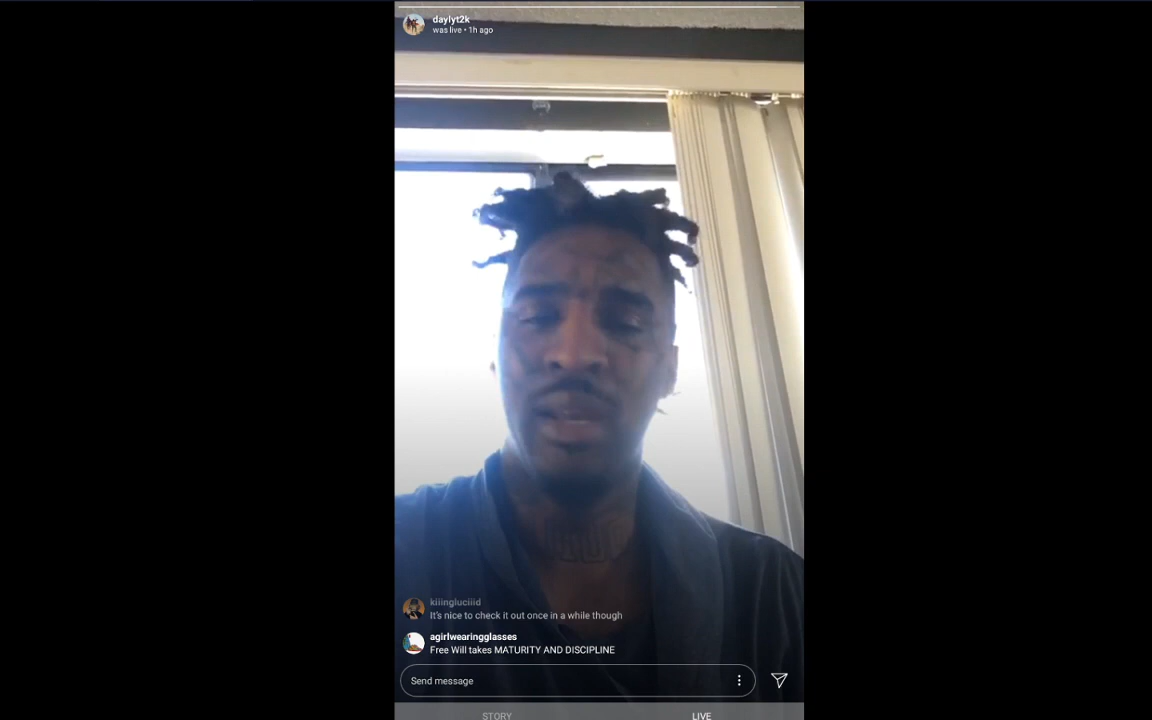 daylyt2k
was live • 1h ago
kiiingluciiid
It's nice to check it out once in a while though
agirlwearingglasses
Free Will takes MATURITY AND DISCIPLINE
Send message
STORY
LIVE